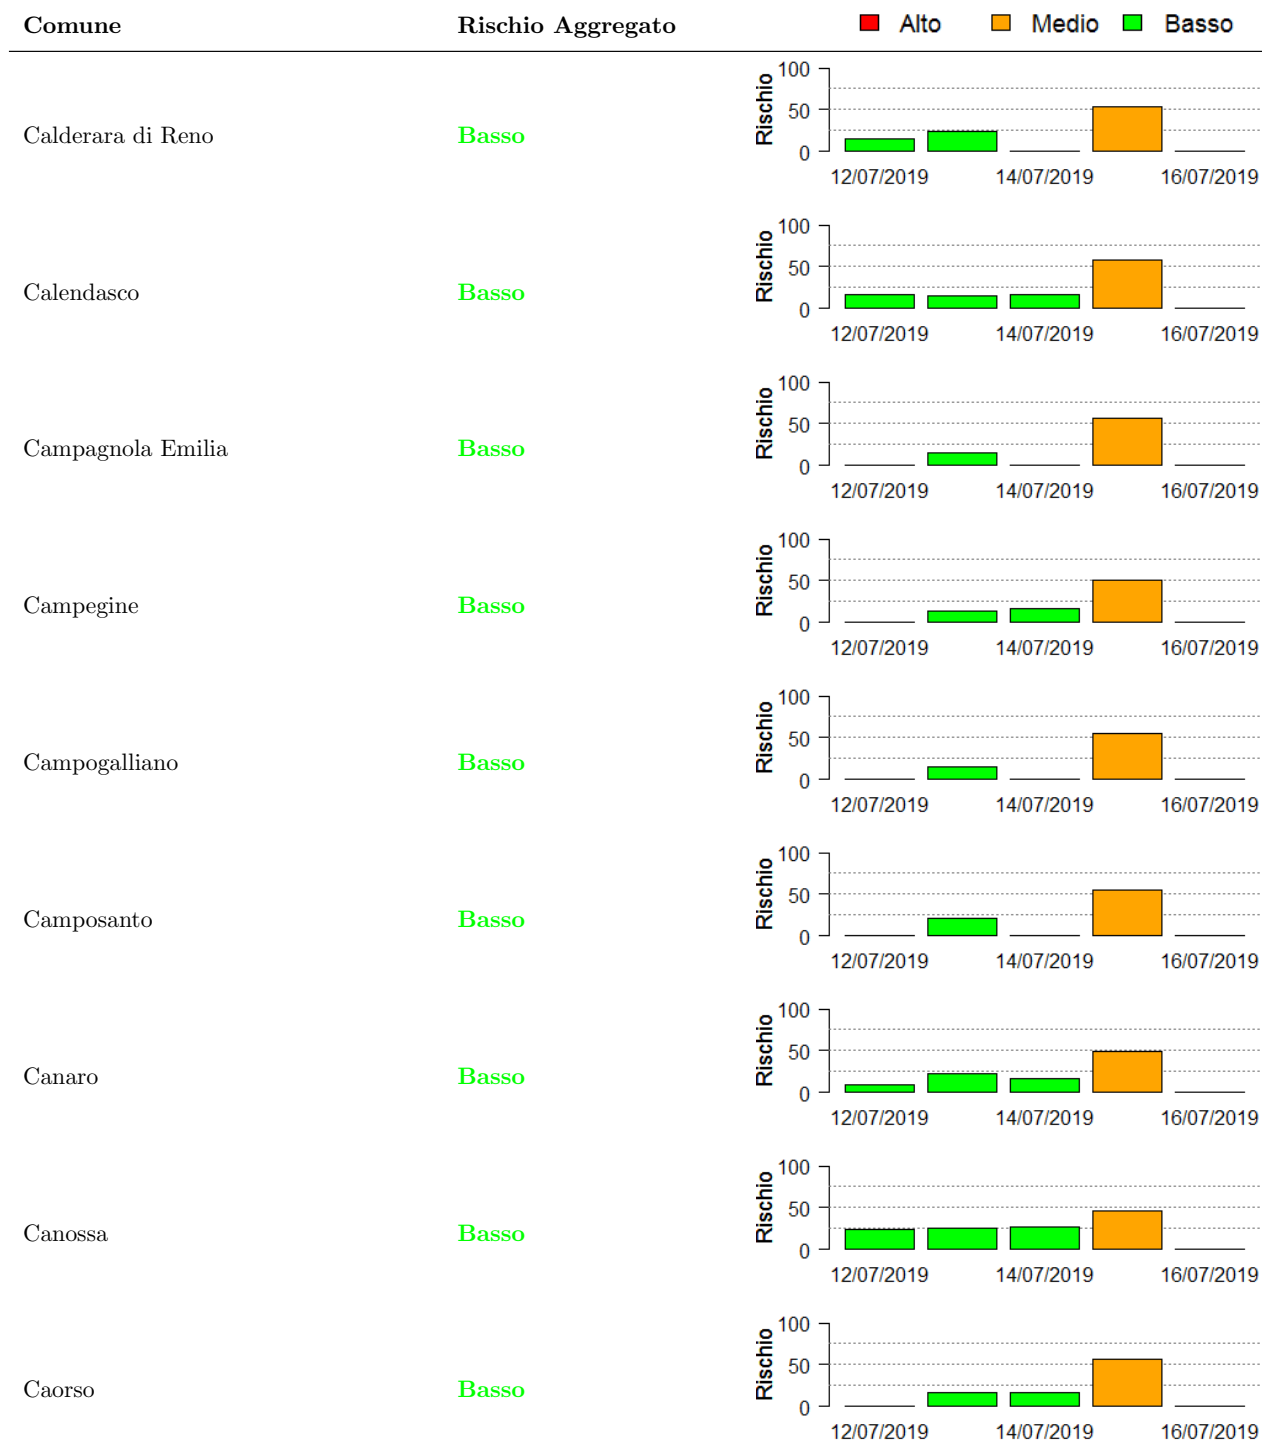 Comune Rischio Aggregato Alto Medio Basso
100
50
0
Rischio
Calderara di Reno Basso
12/07/2019 14/07/2019 16/07/2019
100
50
0
Rischio
Calendasco Basso
12/07/2019 14/07/2019 16/07/2019
100
50
0
Rischio
Campagnola Emilia Basso
12/07/2019 14/07/2019 16/07/2019
100
50
0
Rischio
Campegine Basso
12/07/2019 14/07/2019 16/07/2019
100
50
0
Rischio
Campogalliano Basso
12/07/2019 14/07/2019 16/07/2019
100
50
0
Rischio
Camposanto Basso
12/07/2019 14/07/2019 16/07/2019
100
50
0
Rischio
Canaro Basso
12/07/2019 14/07/2019 16/07/2019
100
50
0
Rischio
Canossa Basso
12/07/2019 14/07/2019 16/07/2019
100
50
0
Rischio
Caorso Basso
12/07/2019 14/07/2019 16/07/2019